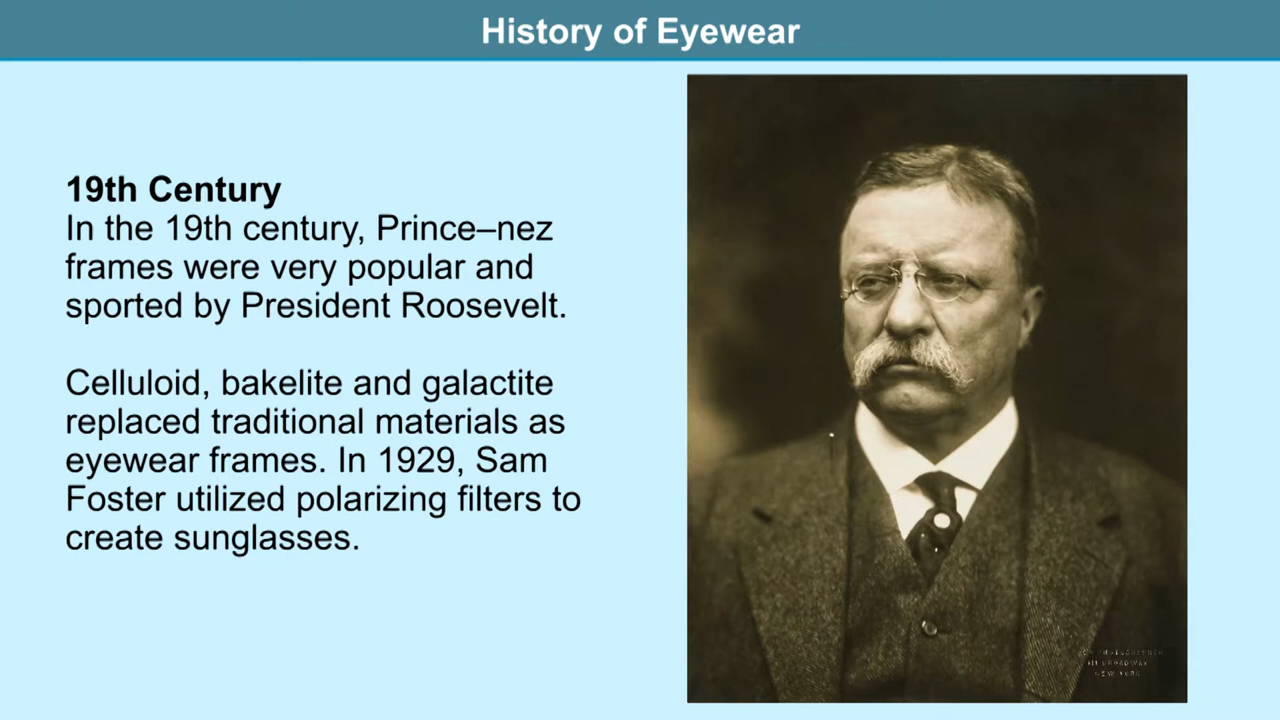 History of Eyewear
19th Century
In the 19th century, Prince–nez
frames were very popular and
sported by President Roosevelt.
Celluloid, bakelite and galactite
replaced traditional materials as
eyewear frames. In 1929, Sam
Foster utilized polarizing filters to
create sunglasses.
BROADWAY
NEW YORK